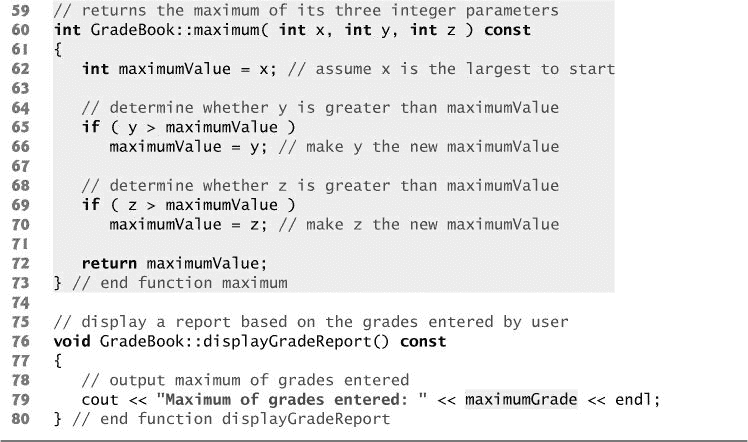 59 // returns the maximum of its three integer parameters
60 int GradeBook::maximum( int x, int y, int z ) const
61 {
62    int maximumValue = x; // assume x is the largest to start
63
64    // determine whether y is greater than maximumValue
65    if ( y > maximumValue )
66       maximumValue = y; // make y the new maximumValue
67
68    // determine whether z is greater than maximumValue
69    if ( z > maximumValue )
70       maximumValue = z; // make z the new maximumValue
71
72    return maximumValue;
73 } // end function maximum
74
75 // display a report based on the grades entered by user
76 void GradeBook::displayGradeReport() const
77 {
78    // output maximum of grades entered
79    cout << "Maximum of grades entered: " << maximumGrade << endl;
80 } // end function displayGradeReport